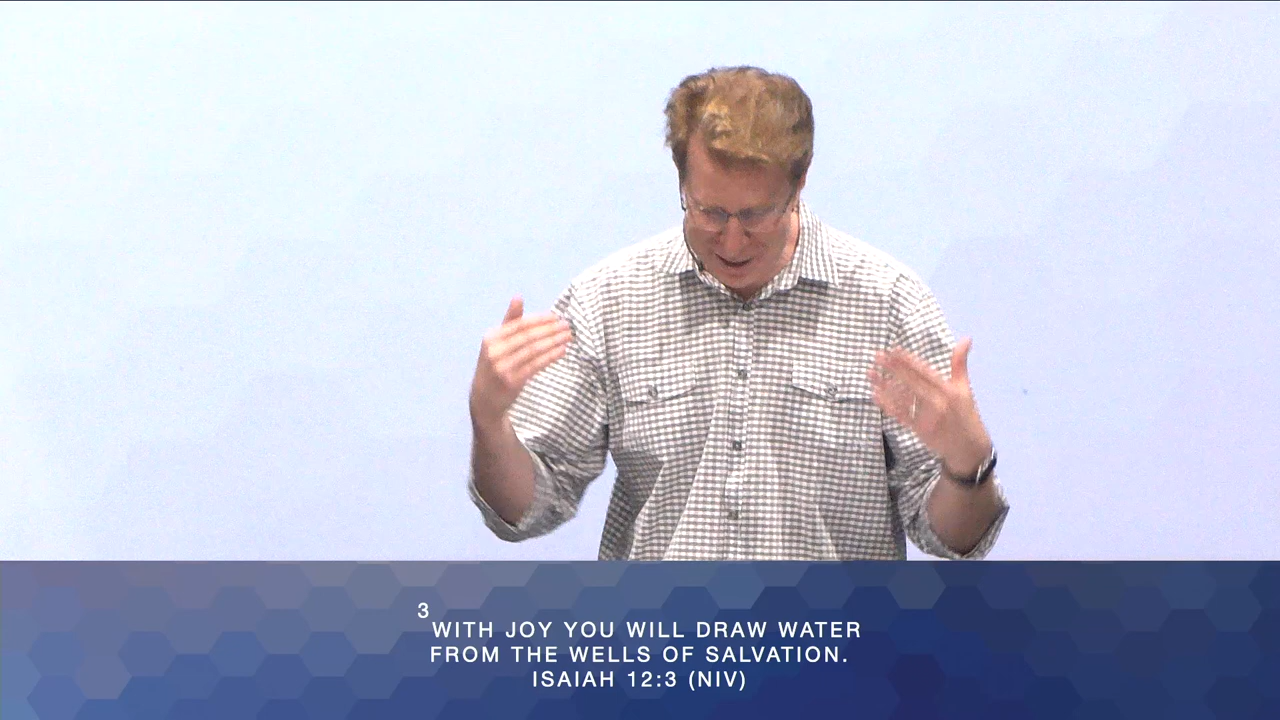 3
WITH JOY YOU WILL DRAW WATER
FROM THE WELLS OF SALVATION.
ISAIAH 12:3 (NIV)